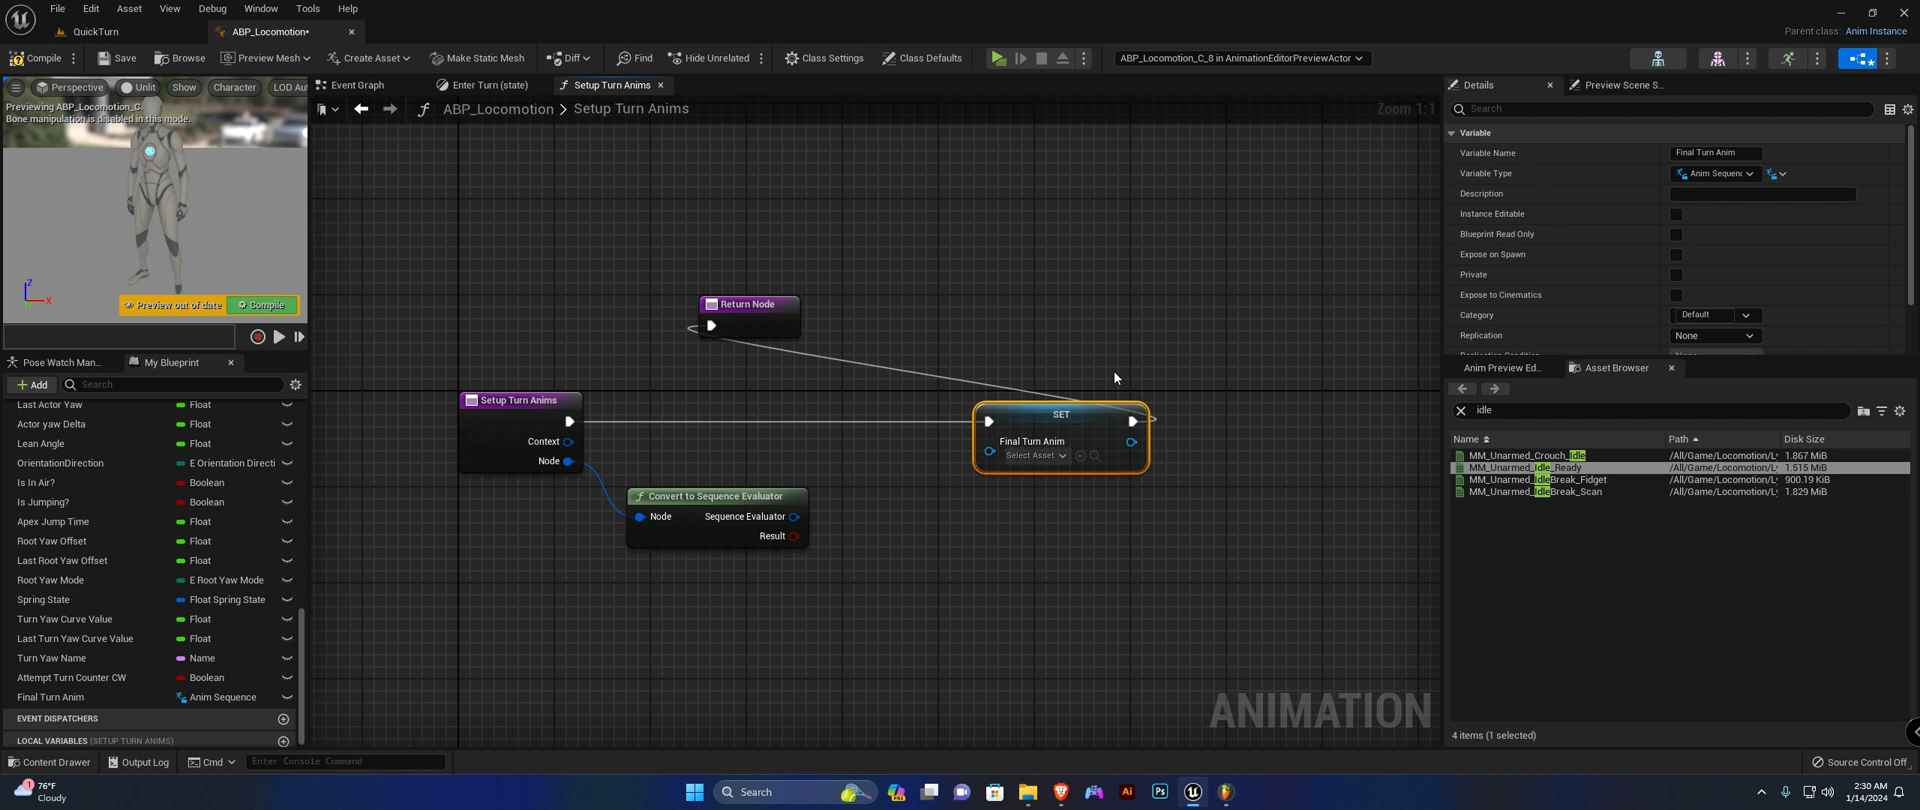 File Edit Asset View Debug Window Tools Help
QuickTurn
ABP_Locomotion•
Parent class: Anim Instance
Compile
Save
Browse
Preview Mesh
Create Asset
Make Static Mesh
Diff
Find
Hide Unrelated
Class Settings
Class Defaults
ABP_Locomotion_C_8 in AnimationEditorPreviewActor
Perspective
Unlit
Show
Character
LOD Aut
Previewing ABP_Locomotion_C.
Bone manipulation is disabled in this mode.
Z
X
Preview out of date
Compile
Event Graph
Enter Turn (state)
Setup Turn Anims
ABP_Locomotion > Setup Turn Anims
Zoom 1:1
Return Node
Setup Turn Anims
Context
Node
SET
Final Turn Anim
Select Asset
Convert to Sequence Evaluator
Node
Sequence Evaluator
Result
ANIMATION
Pose Watch Man...
My Blueprint
Add
Search
Last Actor Yaw Float
Actor yaw Delta Float
Lean Angle Float
OrientationDirection E Orientation Directi
Is In Air? Boolean
Is Jumping? Boolean
Apex Jump Time Float
Root Yaw Offset Float
Last Root Yaw Offset Float
Root Yaw Mode E Root Yaw Mode
Spring State Float Spring State
Turn Yaw Curve Value Float
Last Turn Yaw Curve Value Float
Turn Yaw Name Name
Attempt Turn Counter CW Boolean
Final Turn Anim Anim Sequence
EVENT DISPATCHERS
LOCAL VARIABLES (SETUP TURN ANIMS)
Details
Preview Scene S...
Search
Variable
Variable Name Final Turn Anim
Variable Type Anim Sequenc
Description
Instance Editable
Blueprint Read Only
Expose on Spawn
Private
Expose to Cinematics
Category Default
Replication None
Anim Preview Ed...
Asset Browser
idle
Name Path Disk Size
MM_Unarmed_Crouch_Idle /All/Game/Locomotion/Ly 1.867 MiB
MM_Unarmed_Idle_Ready /All/Game/Locomotion/Ly 1.515 MiB
MM_Unarmed_IdleBreak_Fidget /All/Game/Locomotion/Ly 900.19 KiB
MM_Unarmed_IdleBreak_Scan /All/Game/Locomotion/Ly 1.829 MiB
4 items (1 selected)
Content Drawer
Output Log
Cmd
Enter Console Command
Source Control Off
1
76°F
Cloudy
Search
PRE
Ai
Ps
2:30 AM
1/14/2024